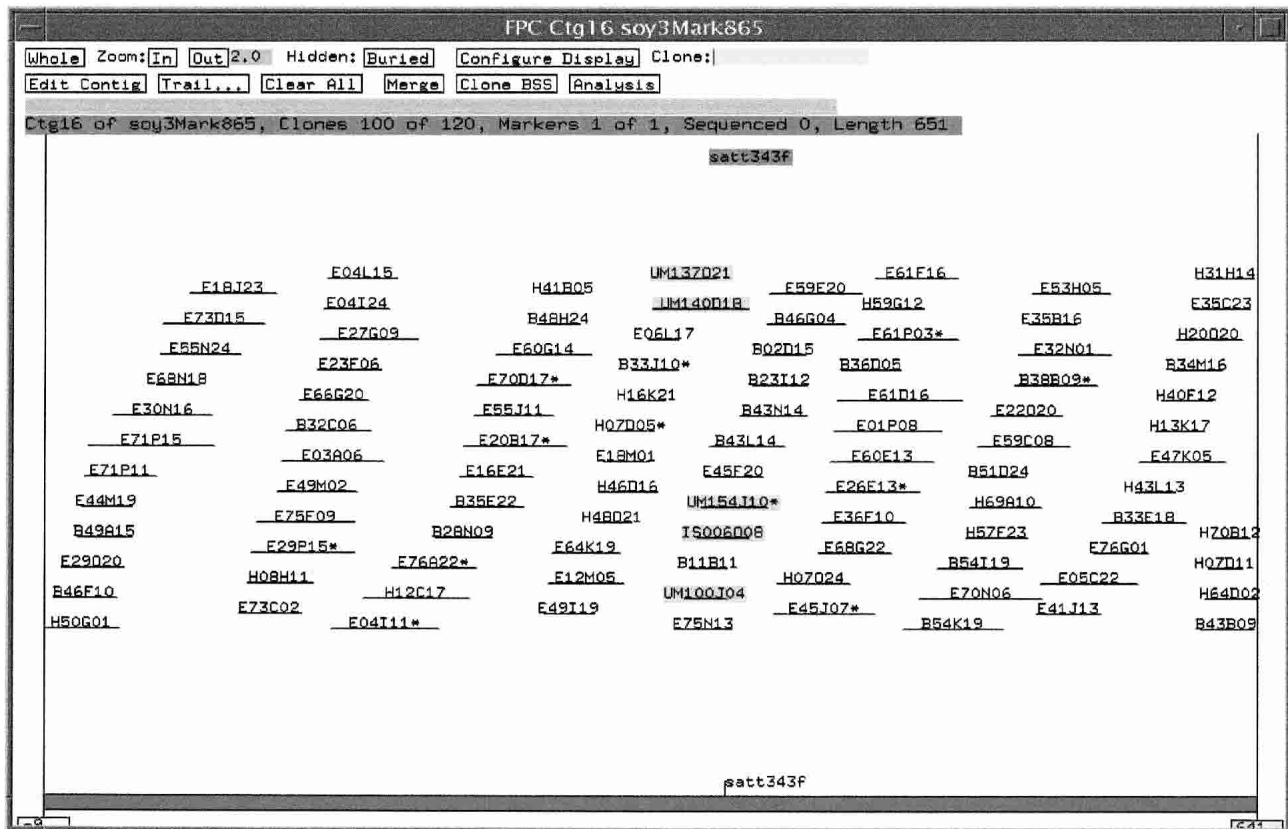 FPC Ctg16 soy3Mark865
Whole Zoom: In Out 2.0 Hidden: Buried Configure Display Clone:
Edit Contig Trail... Clear All Merge Clone BSS Analysis
Ctg16 of soy3Mark865, Clones 100 of 120, Markers 1 of 1, Sequenced 0, Length 651
satt343f
E04L15 UM137O21 E61F16 H31H14
E18J23 H41B05 E59E20 E53H05
E04I24 UM140D18 H59G12 E35C23
E73D15 B48H24 B46G04 E35B16
E27G09 E06L17 E61P03* H20O20
E55N24 E60G14 B02D15 E32N01
E23F06 B33J10* B36D05 B34M16
E68N18 E70D17* B23I12 B38B09*
E66G20 H16K21 E61D16 H40F12
E30N16 E55J11 B43N14 E22O20
B32C06 H07D05* E01P08 H13K17
E71P15 E20B17* B43L14 E59C08
E03A06 E18M01 E60E13 E47K05
E71P11 E16E21 E45F20 B51D24
E49M02 H46D16 E26E13* H43L13
E44M19 B35E22 UM154J10* H69A10
E75F09 H48O21 E36F10 B33E18
B49A15 B28N09 IS006O08 H57F23 H70B12
E29P15* E64K19 E68G22 E76G01
E29O20 E76A22* B11B11 B54I19 H07D11
H08H11 E12M05 H07O24 E05C22
B46F10 H12C17 UM100J04 E70N06 H64D02
E73C02 E49I19 E45J07* E41J13
H50G01 E04I11* E75N13 B54K19 B43B09
satt343f
641